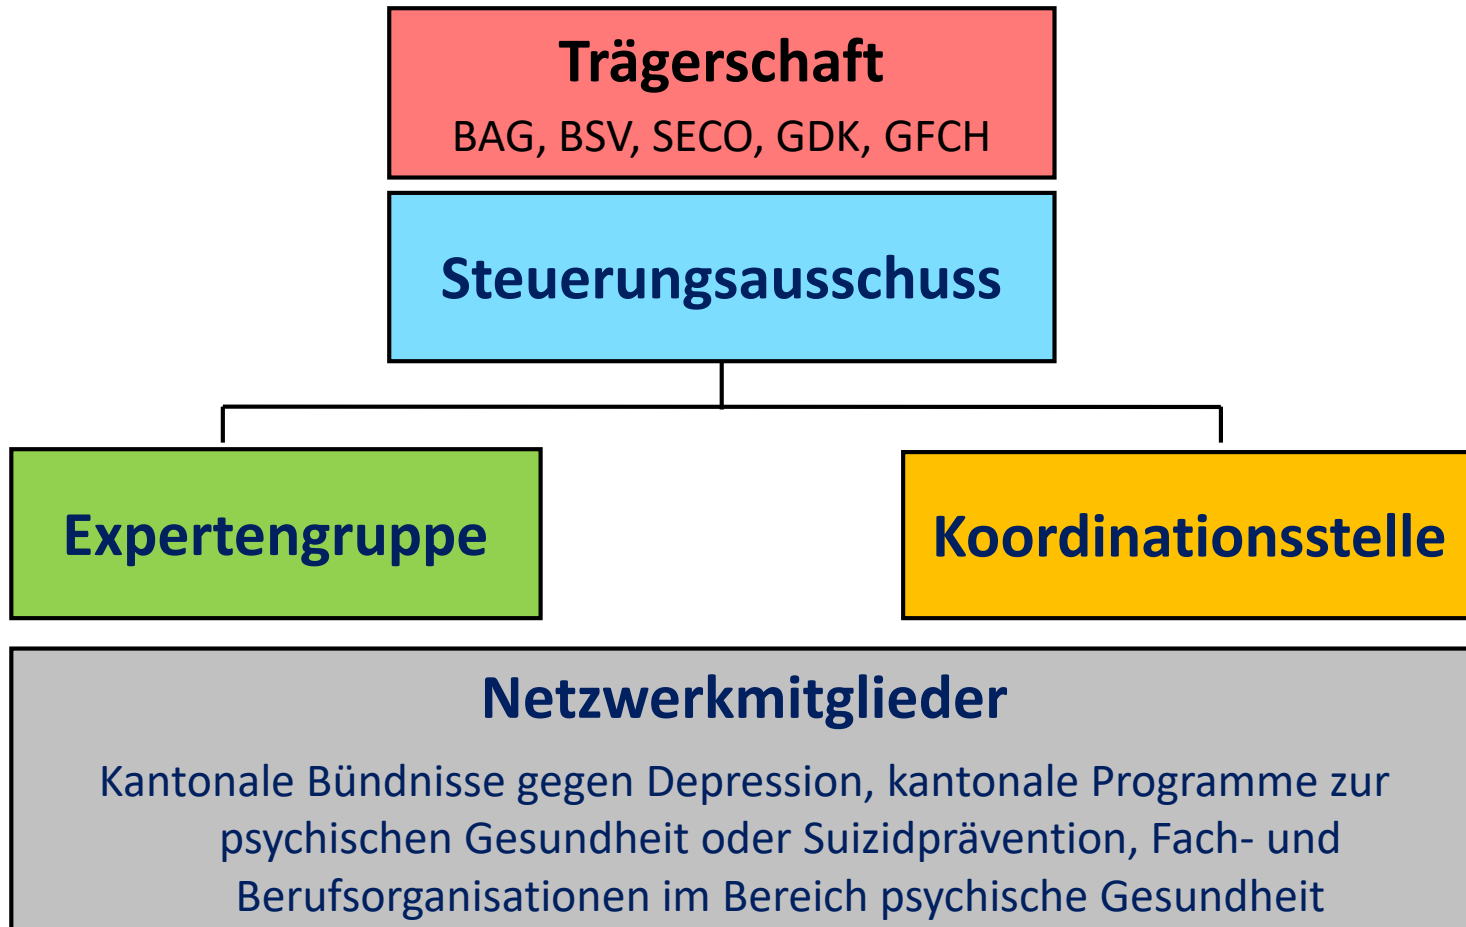 Trägerschaft
BAG, BSV, SECO, GDK, GFCH
Steuerungsausschuss
Expertengruppe
Koordinationsstelle
Netzwerkmitglieder
Kantonale Bündnisse gegen Depression, kantonale Programme zur
psychischen Gesundheit oder Suizidprävention, Fach- und
Berufsorganisationen im Bereich psychische Gesundheit